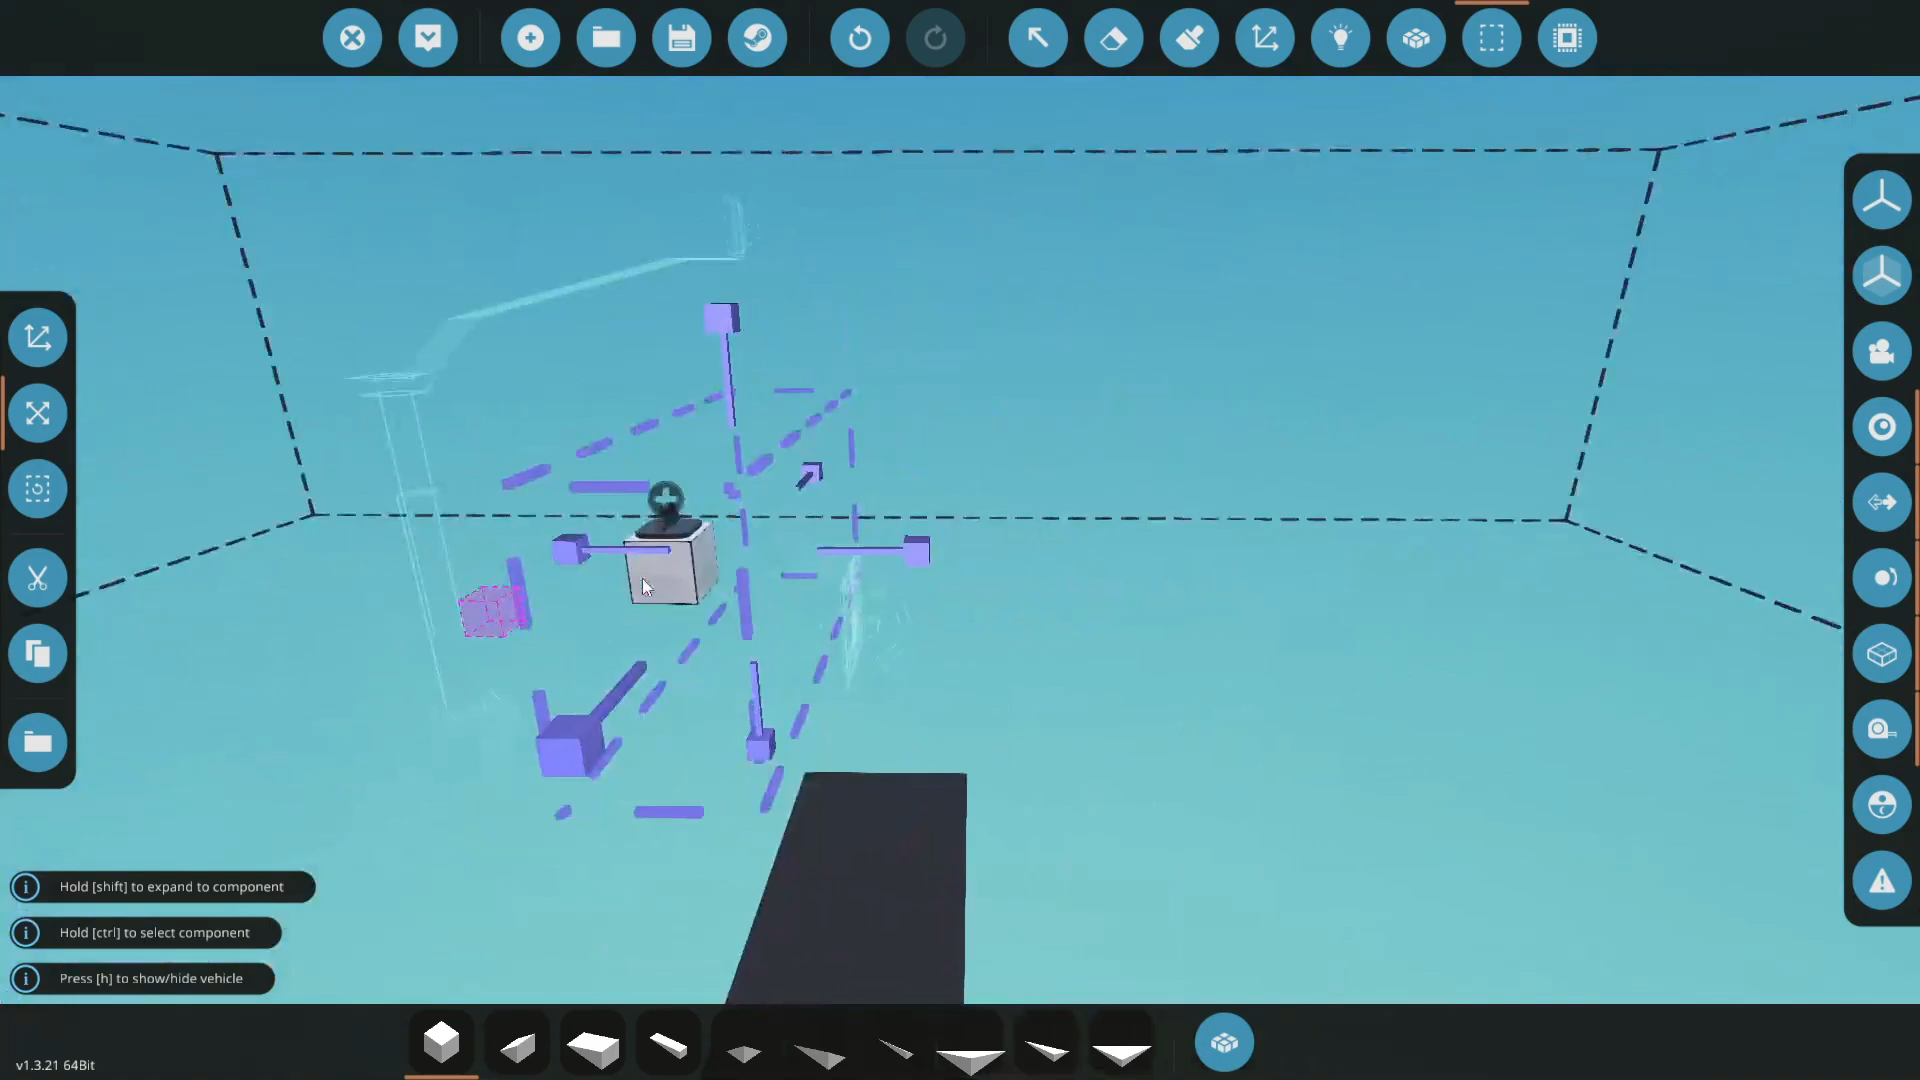 Hold [shift] to expand to component
Hold [ctrl] to select component
Press [h] to show/hide vehicle
v1.3.21 64Bit